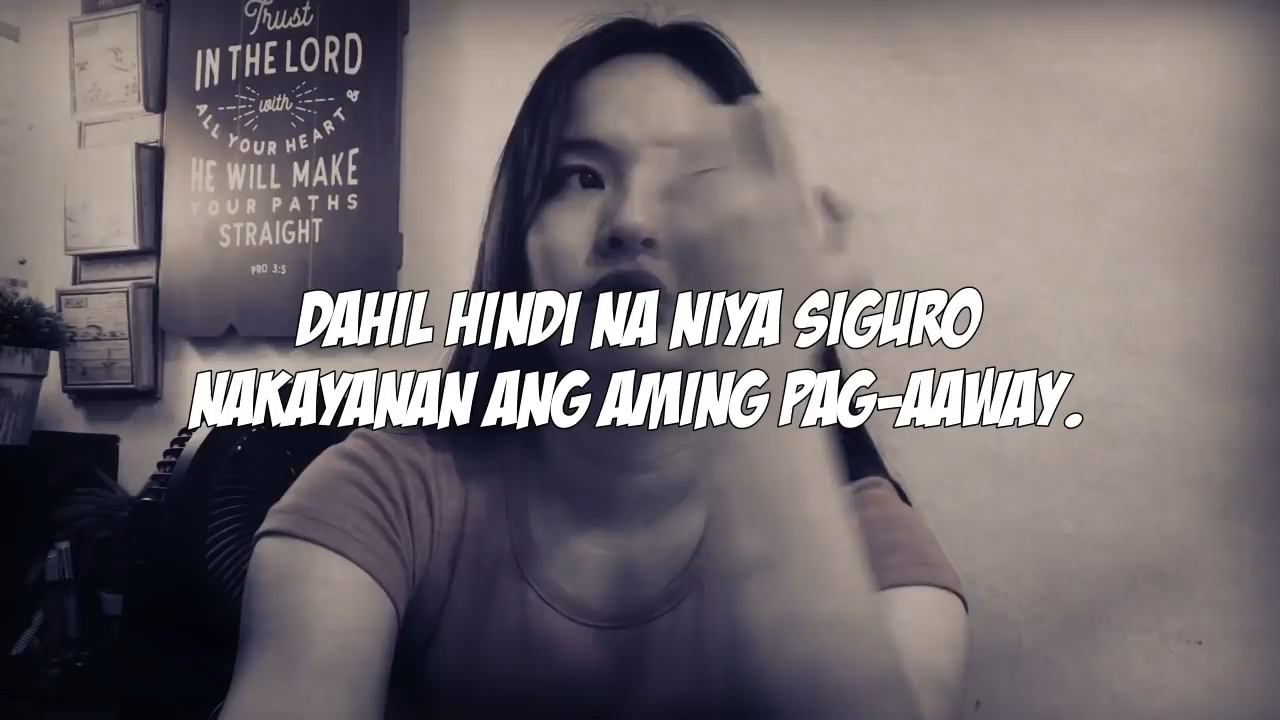 Trust
IN THE LORD
with
ALL YOUR HEART &
HE WILL MAKE
YOUR PATHS
STRAIGHT
PRO 3:5
DAHIL HINDI NA NIYA SIGURO
NAKAYANAN ANG AMING PAG-AAWAY.